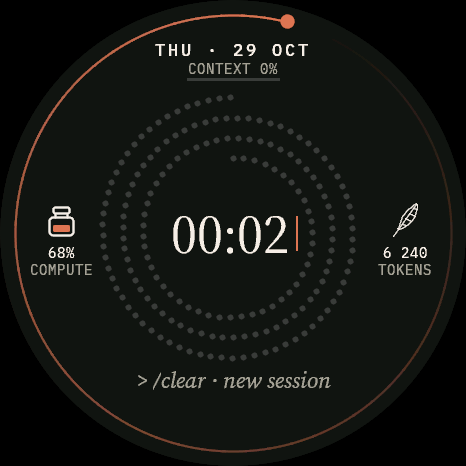 THU · 29 OCT
CONTEXT 0%
00:02
68%
COMPUTE
6 240
TOKENS
> /clear · new session